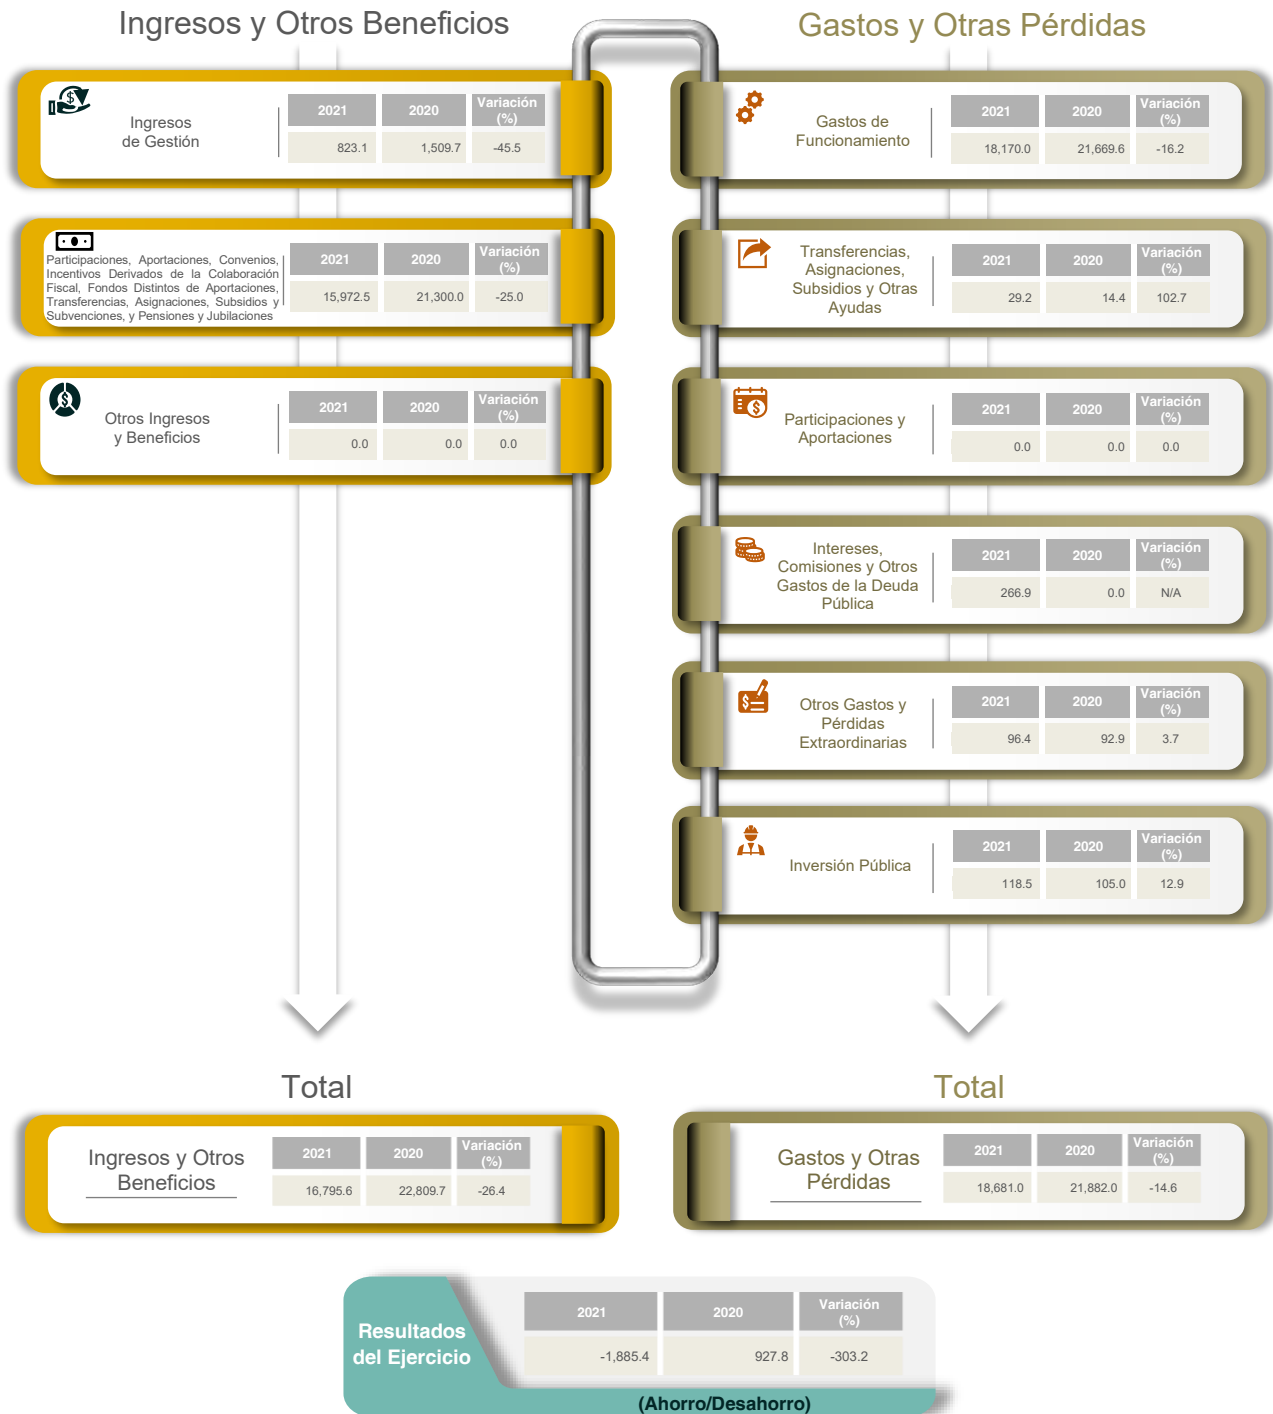 Ingresos y Otros Beneficios
Ingresos
de Gestión
2021 2020 Variación (%)
823.1 1,509.7 -45.5
Participaciones, Aportaciones, Convenios,
Incentivos Derivados de la Colaboración
Fiscal, Fondos Distintos de Aportaciones,
Transferencias, Asignaciones, Subsidios y
Subvenciones, y Pensiones y Jubilaciones
2021 2020 Variación (%)
15,972.5 21,300.0 -25.0
Otros Ingresos
y Beneficios
2021 2020 Variación (%)
0.0 0.0 0.0
Total
Ingresos y Otros
Beneficios
2021 2020 Variación (%)
16,795.6 22,809.7 -26.4
Gastos y Otras Pérdidas
Gastos de
Funcionamiento
2021 2020 Variación (%)
18,170.0 21,669.6 -16.2
Transferencias,
Asignaciones,
Subsidios y Otras
Ayudas
2021 2020 Variación (%)
29.2 14.4 102.7
Participaciones y
Aportaciones
2021 2020 Variación (%)
0.0 0.0 0.0
Intereses,
Comisiones y Otros
Gastos de la Deuda
Pública
2021 2020 Variación (%)
266.9 0.0 N/A
Otros Gastos y
Pérdidas
Extraordinarias
2021 2020 Variación (%)
96.4 92.9 3.7
Inversión Pública
2021 2020 Variación (%)
118.5 105.0 12.9
Total
Gastos y Otras
Pérdidas
2021 2020 Variación (%)
18,681.0 21,882.0 -14.6
Resultados
del Ejercicio
2021 2020 Variación (%)
-1,885.4 927.8 -303.2
(Ahorro/Desahorro)